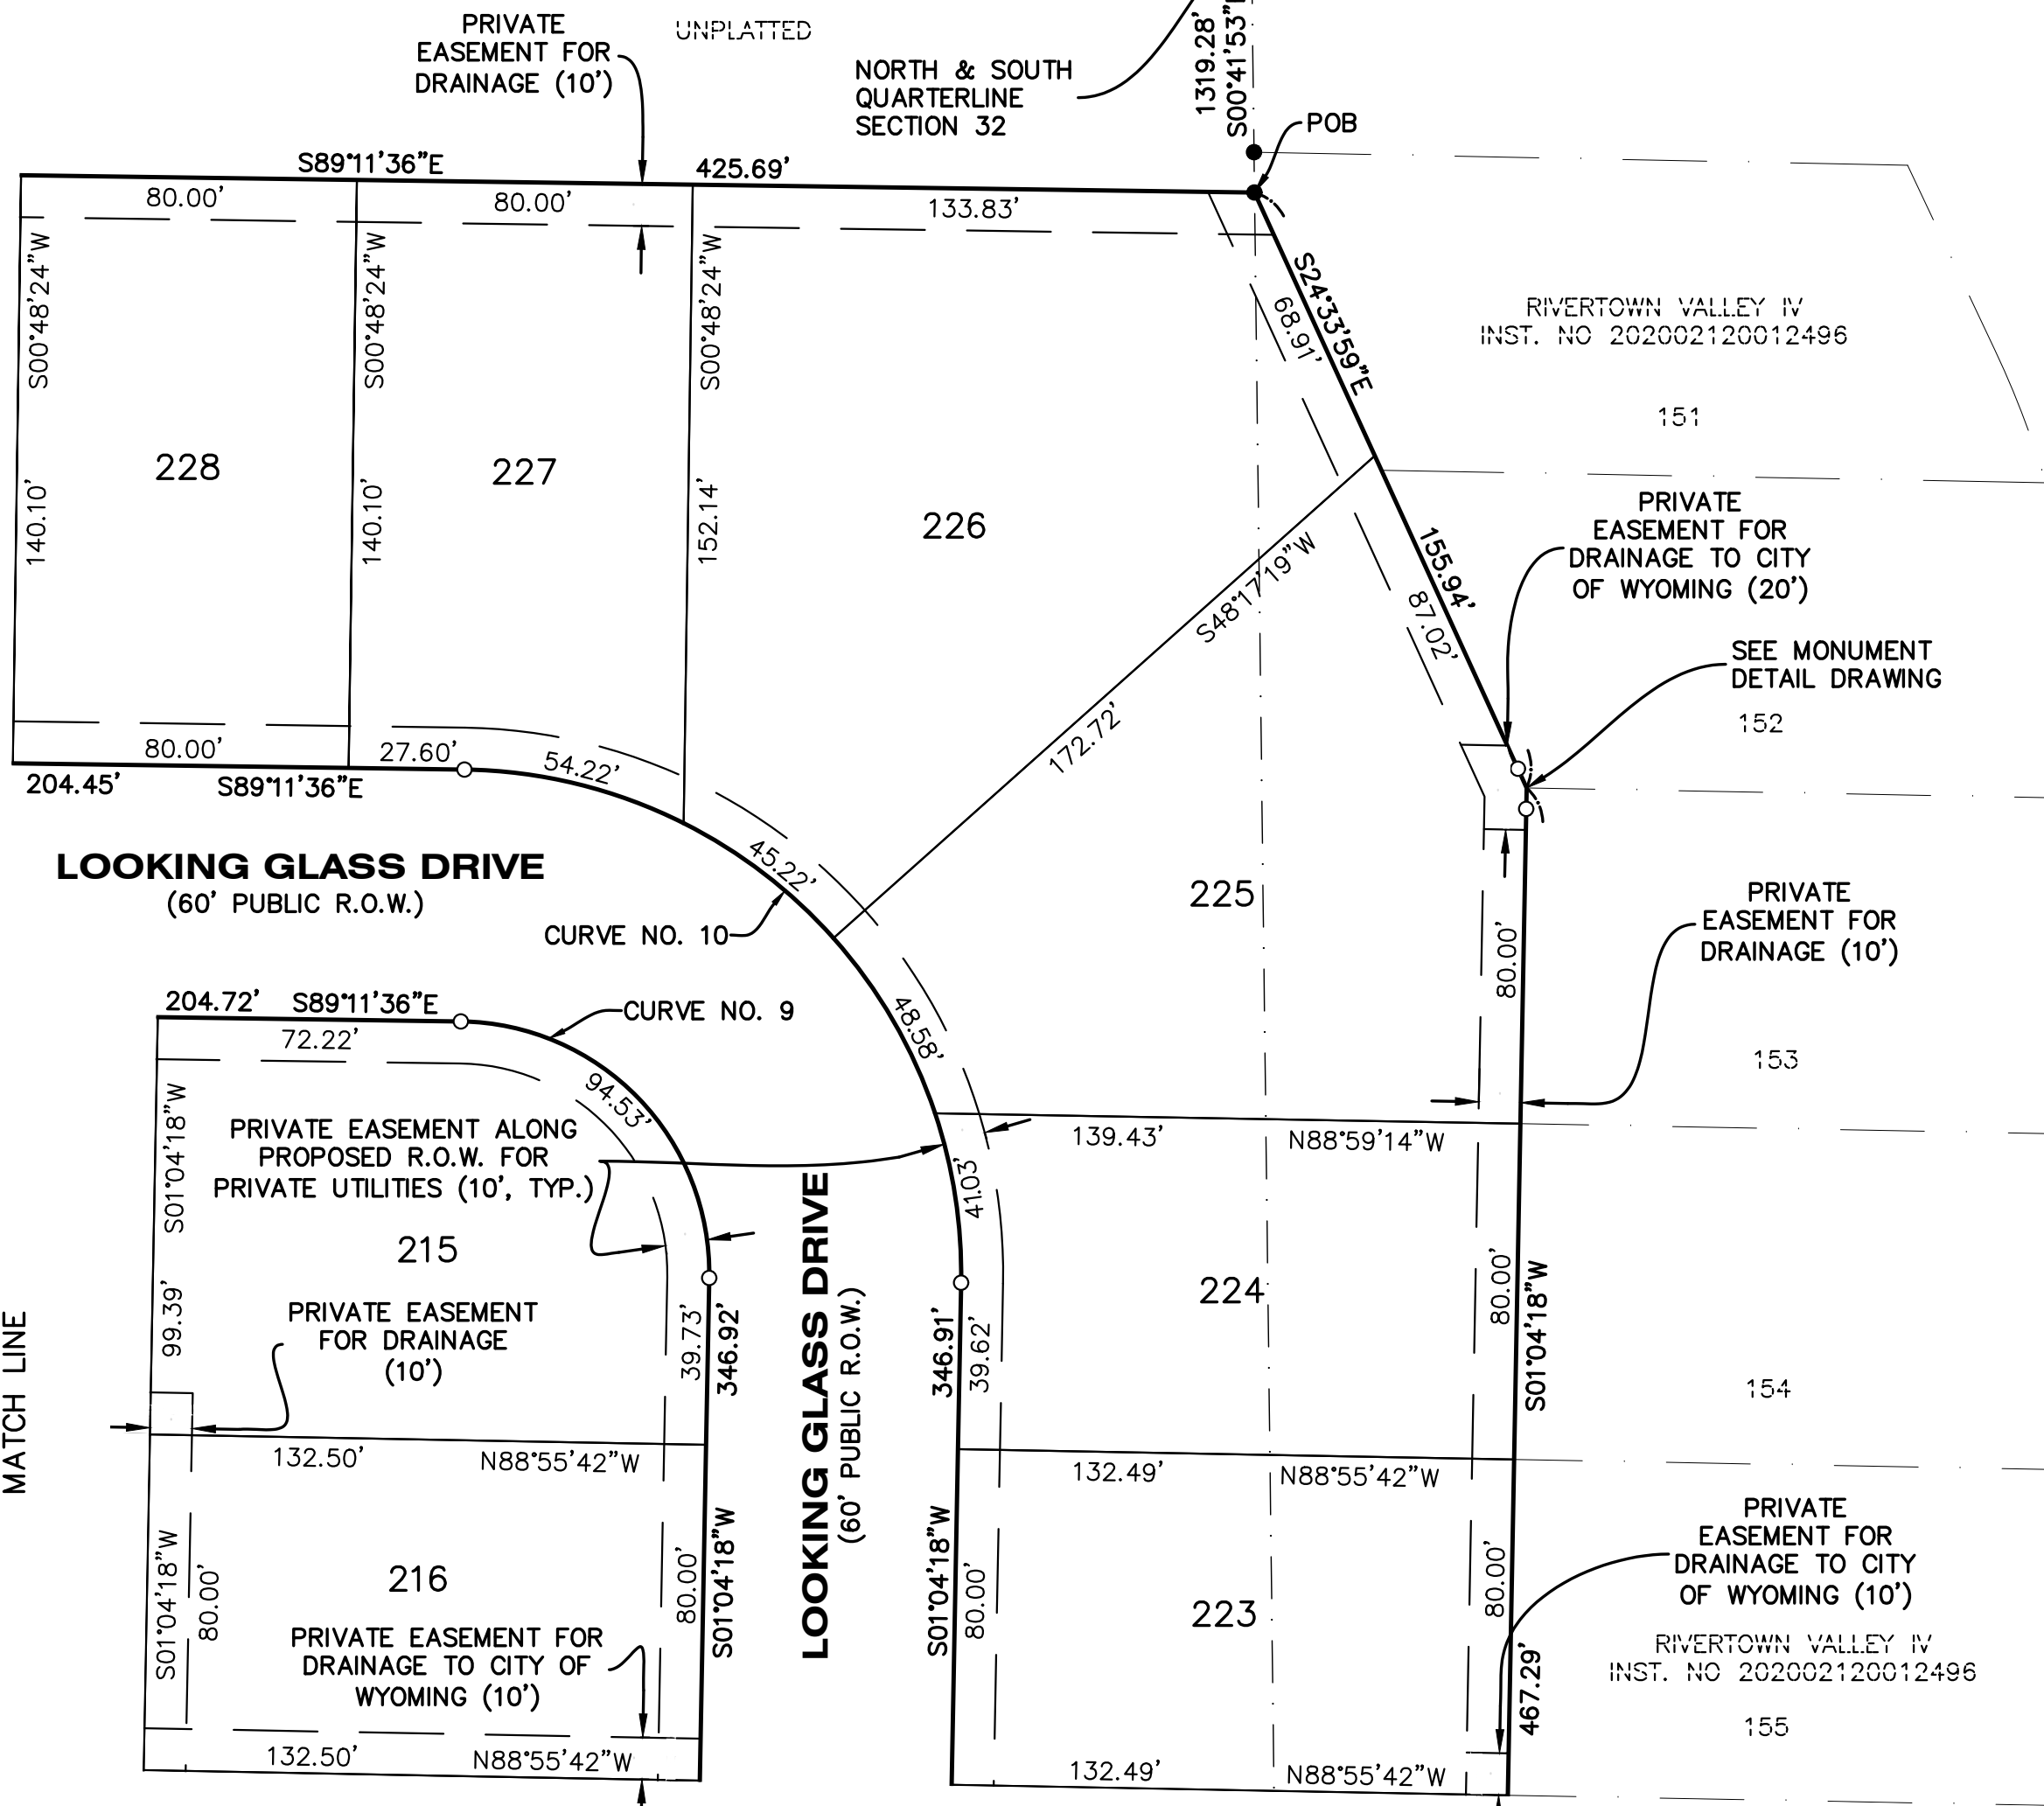 PRIVATE
EASEMENT FOR
DRAINAGE (10')
UNPLATTED
NORTH & SOUTH
QUARTERLINE
SECTION 32
1319.28'
S00°41'53"
POB
S89°11'36"E
425.69'
80.00'
80.00'
133.83'
S00°48'24"W
S00°48'24"W
S00°48'24"W
S24°33'59"E
68.91'
RIVERTOWN VALLEY IV
INST. NO 202002120012496
151
228
227
226
140.10'
140.10'
152.14'
155.94'
87.02'
S48°17'19"W
172.72'
PRIVATE
EASEMENT FOR
DRAINAGE TO CITY
OF WYOMING (20')
SEE MONUMENT
DETAIL DRAWING
152
80.00'
27.60'
54.22'
204.45'
S89°11'36"E
LOOKING GLASS DRIVE
(60' PUBLIC R.O.W.)
45.22'
CURVE NO. 10
225
80.00'
PRIVATE
EASEMENT FOR
DRAINAGE (10')
204.72'
S89°11'36"E
CURVE NO. 9
72.22'
48.58'
153
94.53'
S01°04'18"W
PRIVATE EASEMENT ALONG
PROPOSED R.O.W. FOR
PRIVATE UTILITIES (10', TYP.)
139.43'
N88°59'14"W
41.03'
215
224
80.00'
S01°04'18"W
99.39'
PRIVATE EASEMENT
FOR DRAINAGE
(10')
39.73'
346.92'
LOOKING GLASS DRIVE
(60' PUBLIC R.O.W.)
346.91'
39.62'
154
MATCH LINE
132.50'
N88°55'42"W
132.49'
N88°55'42"W
S01°04'18"W
80.00'
216
80.00'
S01°04'18"W
S01°04'18"W
80.00'
223
80.00'
PRIVATE
EASEMENT FOR
DRAINAGE TO CITY
OF WYOMING (10')
PRIVATE EASEMENT FOR
DRAINAGE TO CITY OF
WYOMING (10')
467.29'
RIVERTOWN VALLEY IV
INST. NO 202002120012496
155
132.50'
N88°55'42"W
132.49'
N88°55'42"W